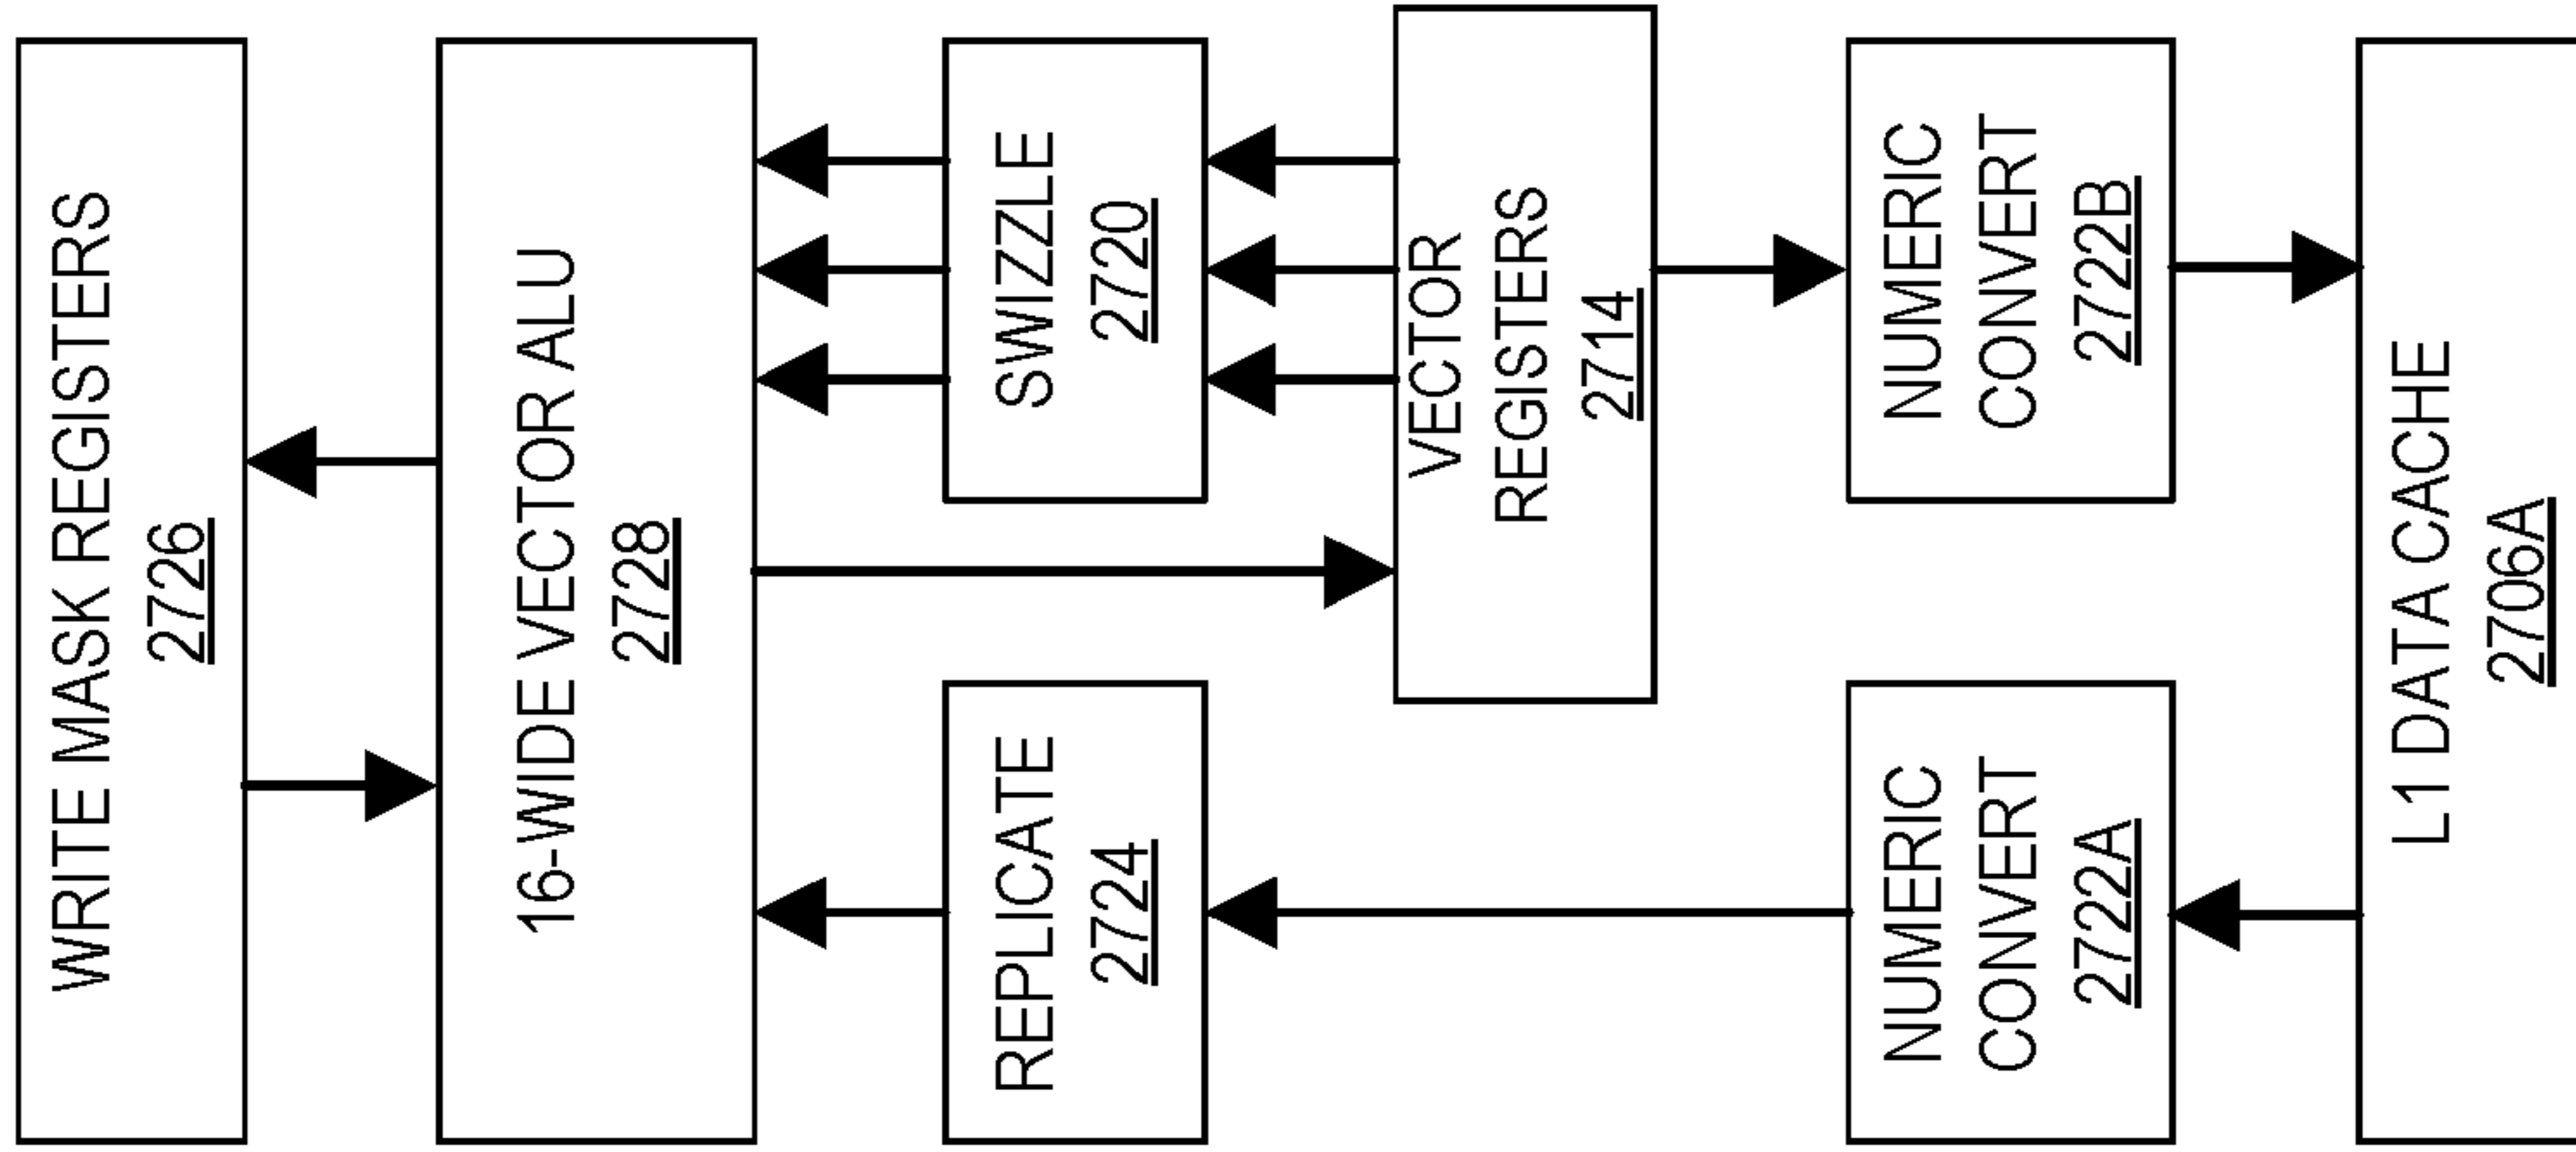 WRITE MASK REGISTERS
2726
16-WIDE VECTOR ALU
2728
REPLICATE
2724
SWIZZLE
2720
VECTOR
REGISTERS
2714
NUMERIC
CONVERT
2722A
NUMERIC
CONVERT
2722B
L1 DATA CACHE
2706A